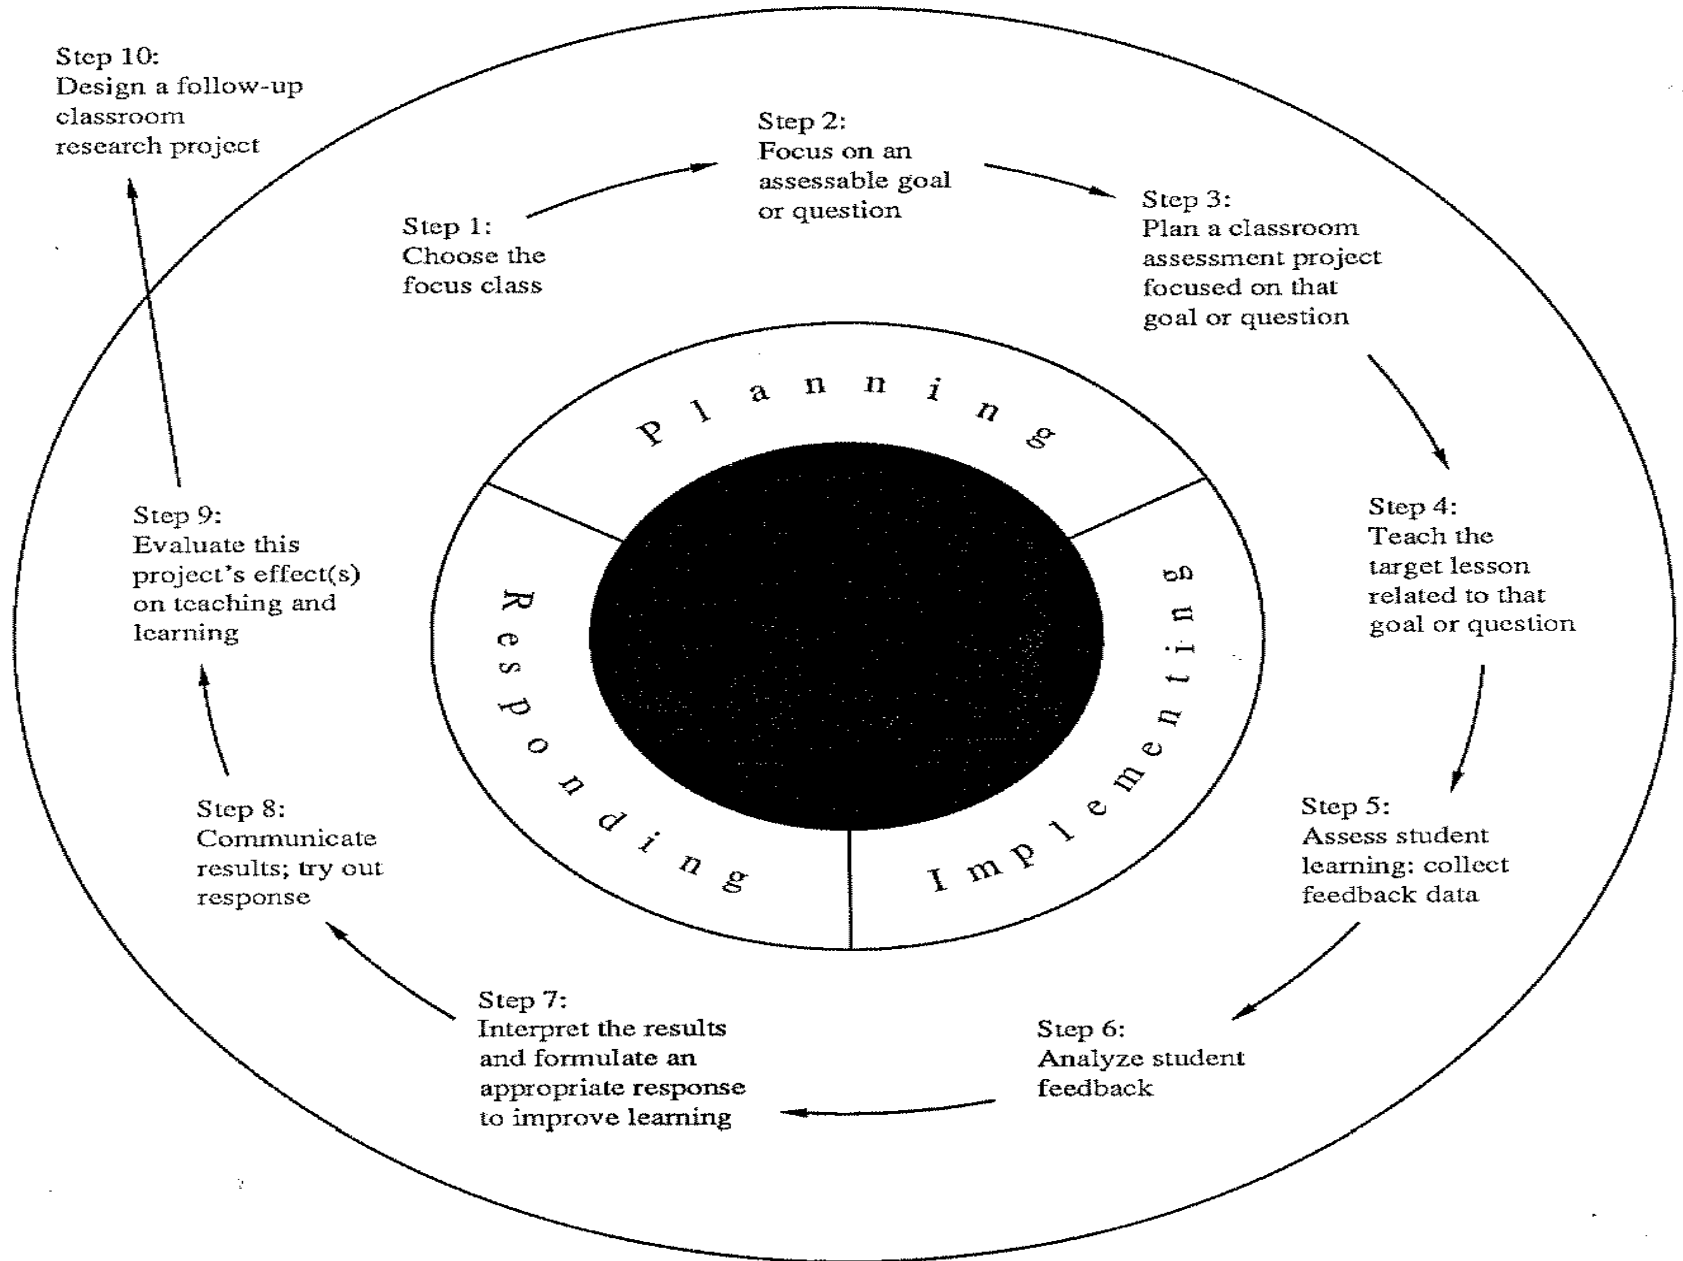 Step 10:
Design a follow-up
classroom
research project
Step 1:
Choose the
focus class
Step 2:
Focus on an
assessable goal
or question
Step 3:
Plan a classroom
assessment project
focused on that
goal or question
Step 4:
Teach the
target lesson
related to that
goal or question
Step 5:
Assess student
learning: collect
feedback data
Step 6:
Analyze student
feedback
Step 7:
Interpret the results
and formulate an
appropriate response
to improve learning
Step 8:
Communicate
results; try out
response
Step 9:
Evaluate this
project's effect(s)
on teaching and
learning
Planning
Implementing
Responding